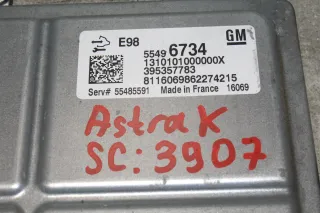 E98
GM
5549 6734
1310101000000X
395357783
8116069862274215
Serv# 55485591 Made in France 16069
Astra K
SC: 3907